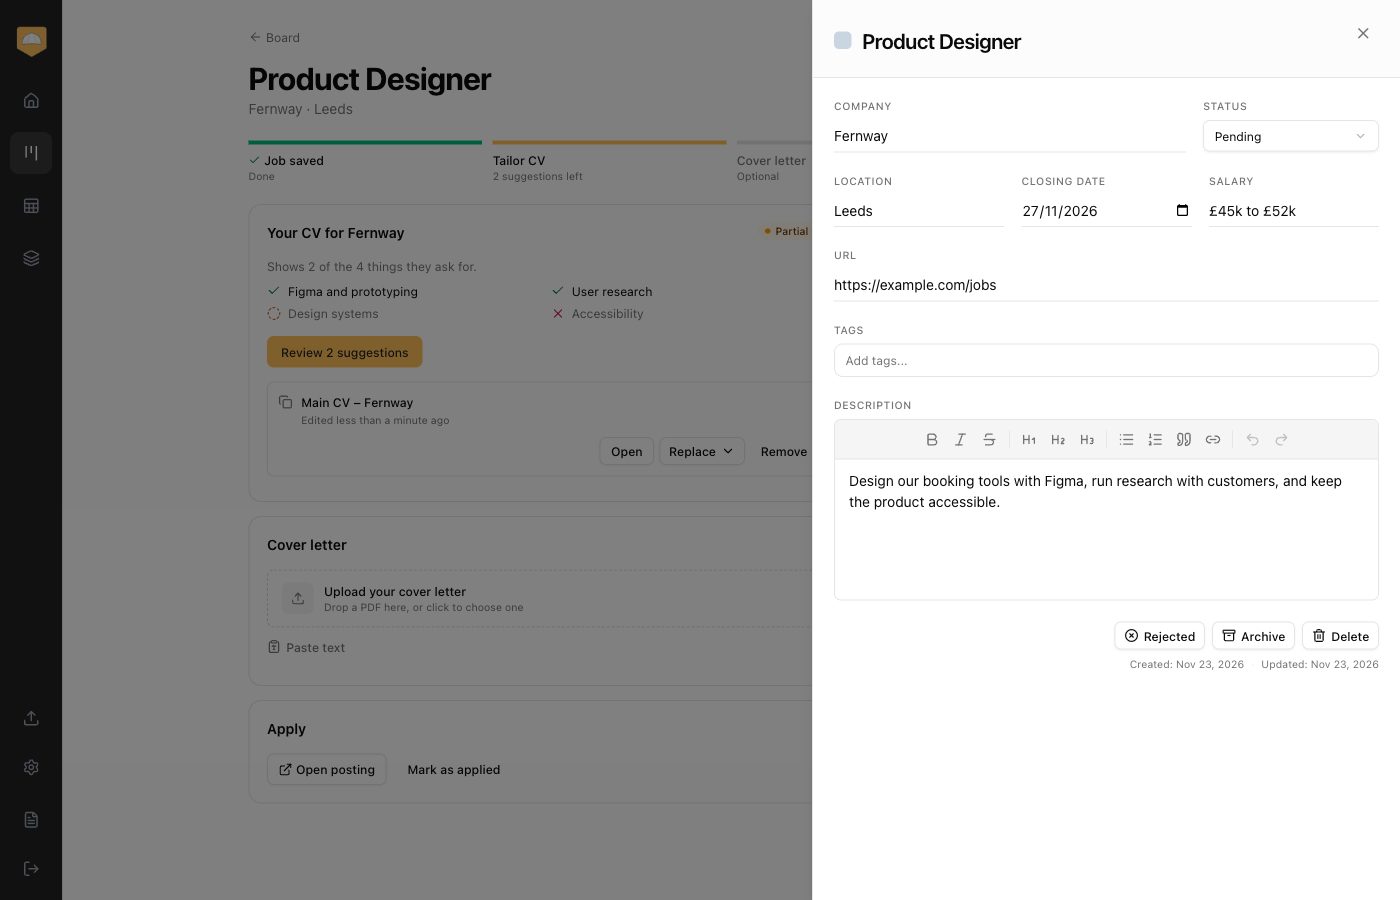 Board
Product Designer
Fernway · Leeds
Job saved
Done
Tailor CV
2 suggestions left
Cover letter
Optional
Your CV for Fernway
Partial
Shows 2 of the 4 things they ask for.
Figma and prototyping
User research
Design systems
Accessibility
Review 2 suggestions
Main CV – Fernway
Edited less than a minute ago
Open
Replace
Remove
Cover letter
Upload your cover letter
Drop a PDF here, or click to choose one
Paste text
Apply
Open posting
Mark as applied
Product Designer
COMPANY
Fernway
STATUS
Pending
LOCATION
Leeds
CLOSING DATE
27/11/2026
SALARY
£45k to £52k
URL
https://example.com/jobs
TAGS
Add tags...
DESCRIPTION
H1 H2 H3
Design our booking tools with Figma, run research with customers, and keep
the product accessible.
Rejected
Archive
Delete
Created: Nov 23, 2026 · Updated: Nov 23, 2026